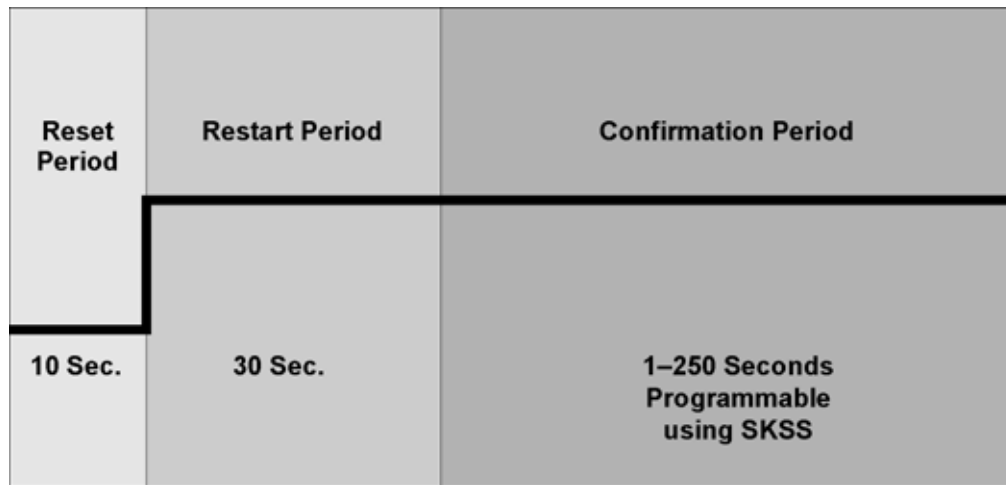 Reset
Period
Restart Period
Confirmation Period
10 Sec.
30 Sec.
1–250 Seconds
Programmable
using SKSS